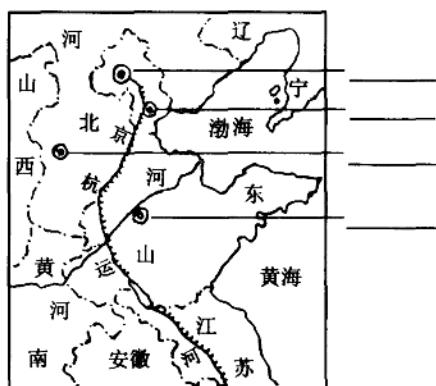 河
辽
山
宁
北
京
渤海
西
杭
河
东
黄
运
山
黄海
河
江
南
安徽
河
苏